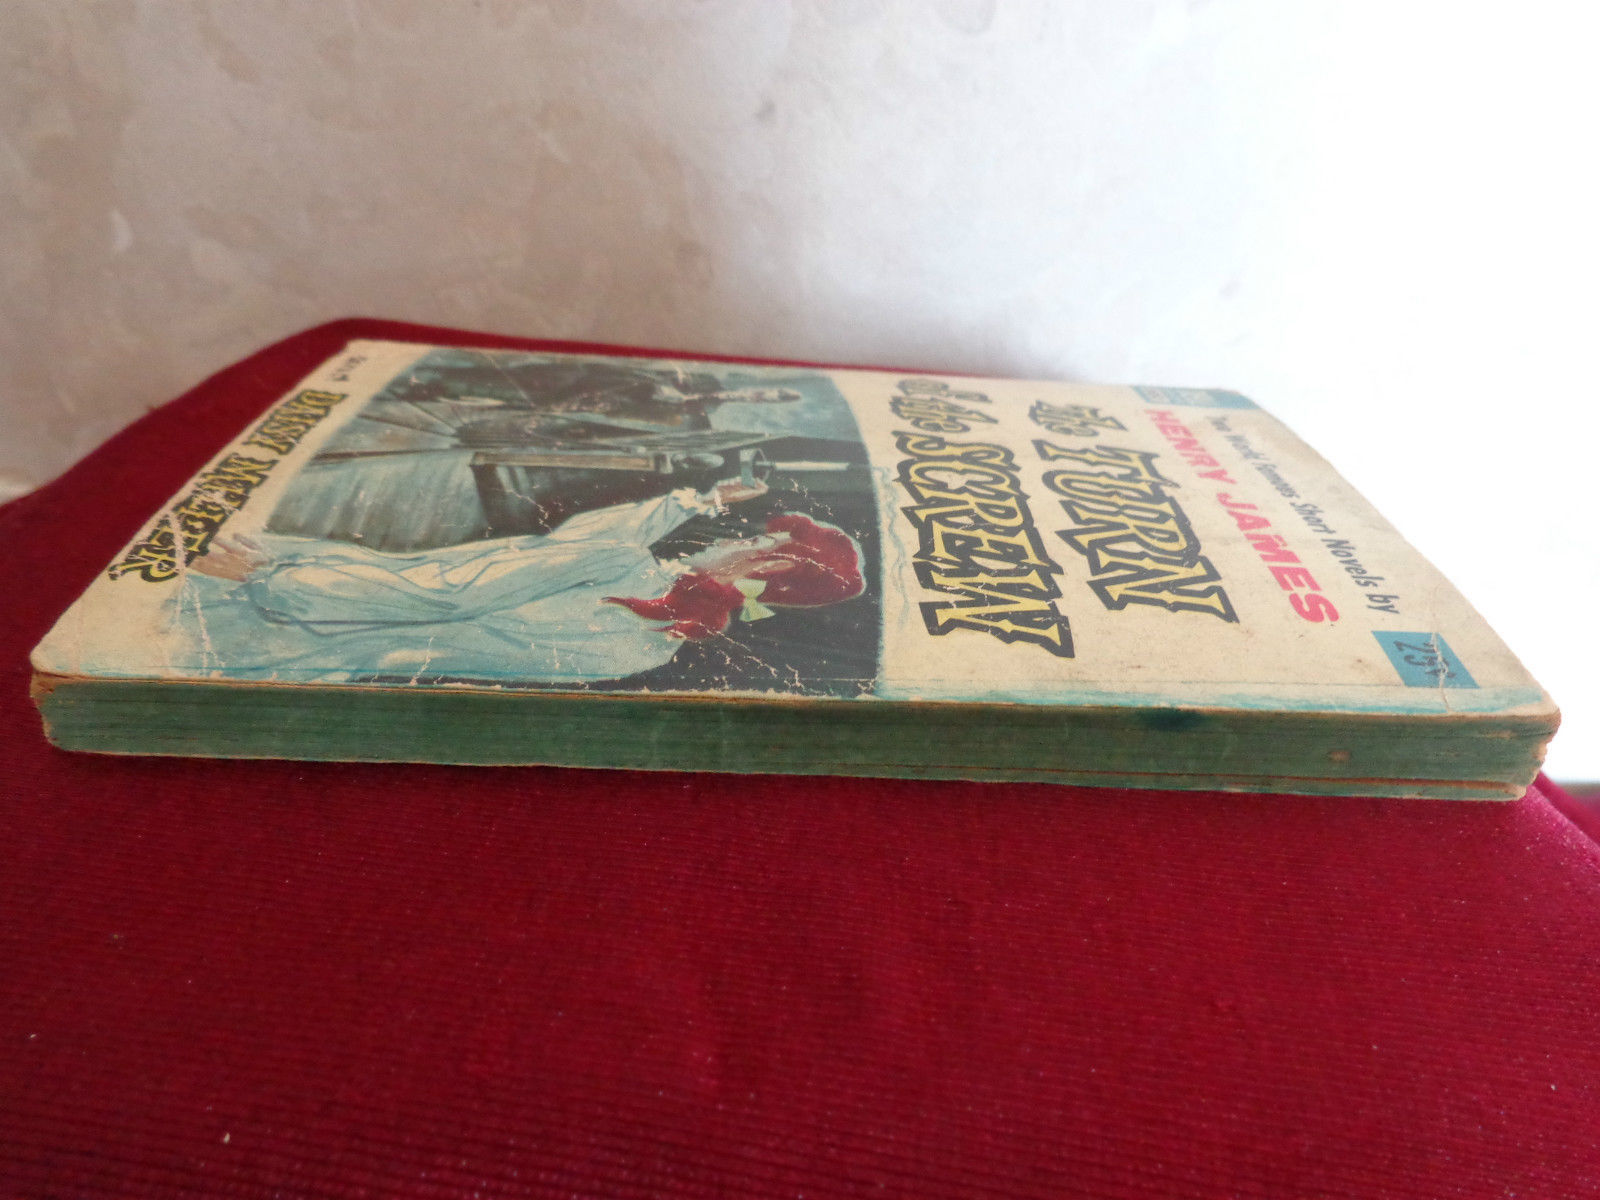 Two World famous Short Novels by
HENRY JAMES
The
TURN
of the
SCREW
DAISY MILLER